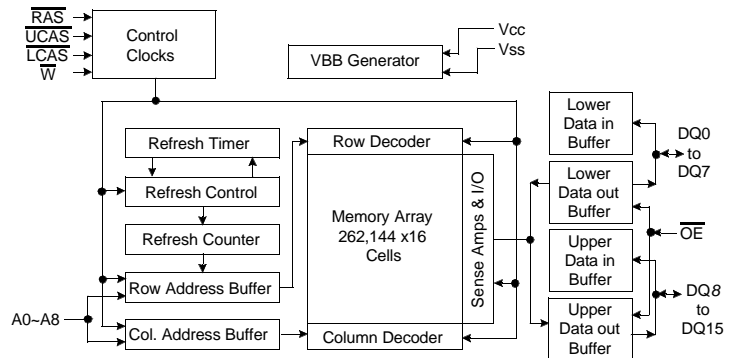 RAS
UCAS
LCAS
W
Control
Clocks
VBB Generator
Vcc
Vss
Refresh Timer
Refresh Control
Refresh Counter
Row Address Buffer
Col. Address Buffer
A0~A8
Row Decoder
Memory Array
262,144 x16
Cells
Column Decoder
Sense Amps & I/O
Lower
Data in
Buffer
Lower
Data out
Buffer
Upper
Data in
Buffer
Upper
Data out
Buffer
DQ0
to
DQ7
OE
DQ8
to
DQ15